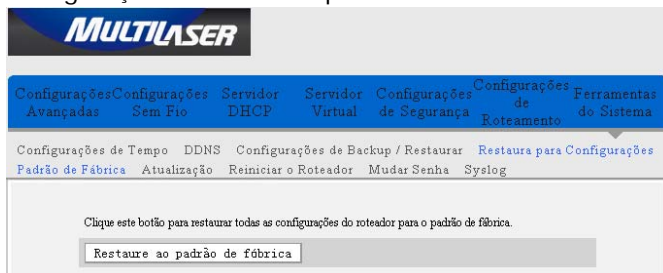 MULTILASER
Configurações Avançadas
Configurações Sem Fio
Servidor DHCP
Servidor Virtual
Configurações de Segurança
Configurações de Roteamento
Ferramentas do Sistema
Configurações de Tempo DDNS Configurações de Backup / Restaurar Restaura para Configurações
Padrão de Fábrica Atualização Reiniciar o Roteador Mudar Senha Syslog
Clique este botão para restaurar todas as configurações do roteador para o padrão de fábrica.
Restaure ao padrão de fábrica